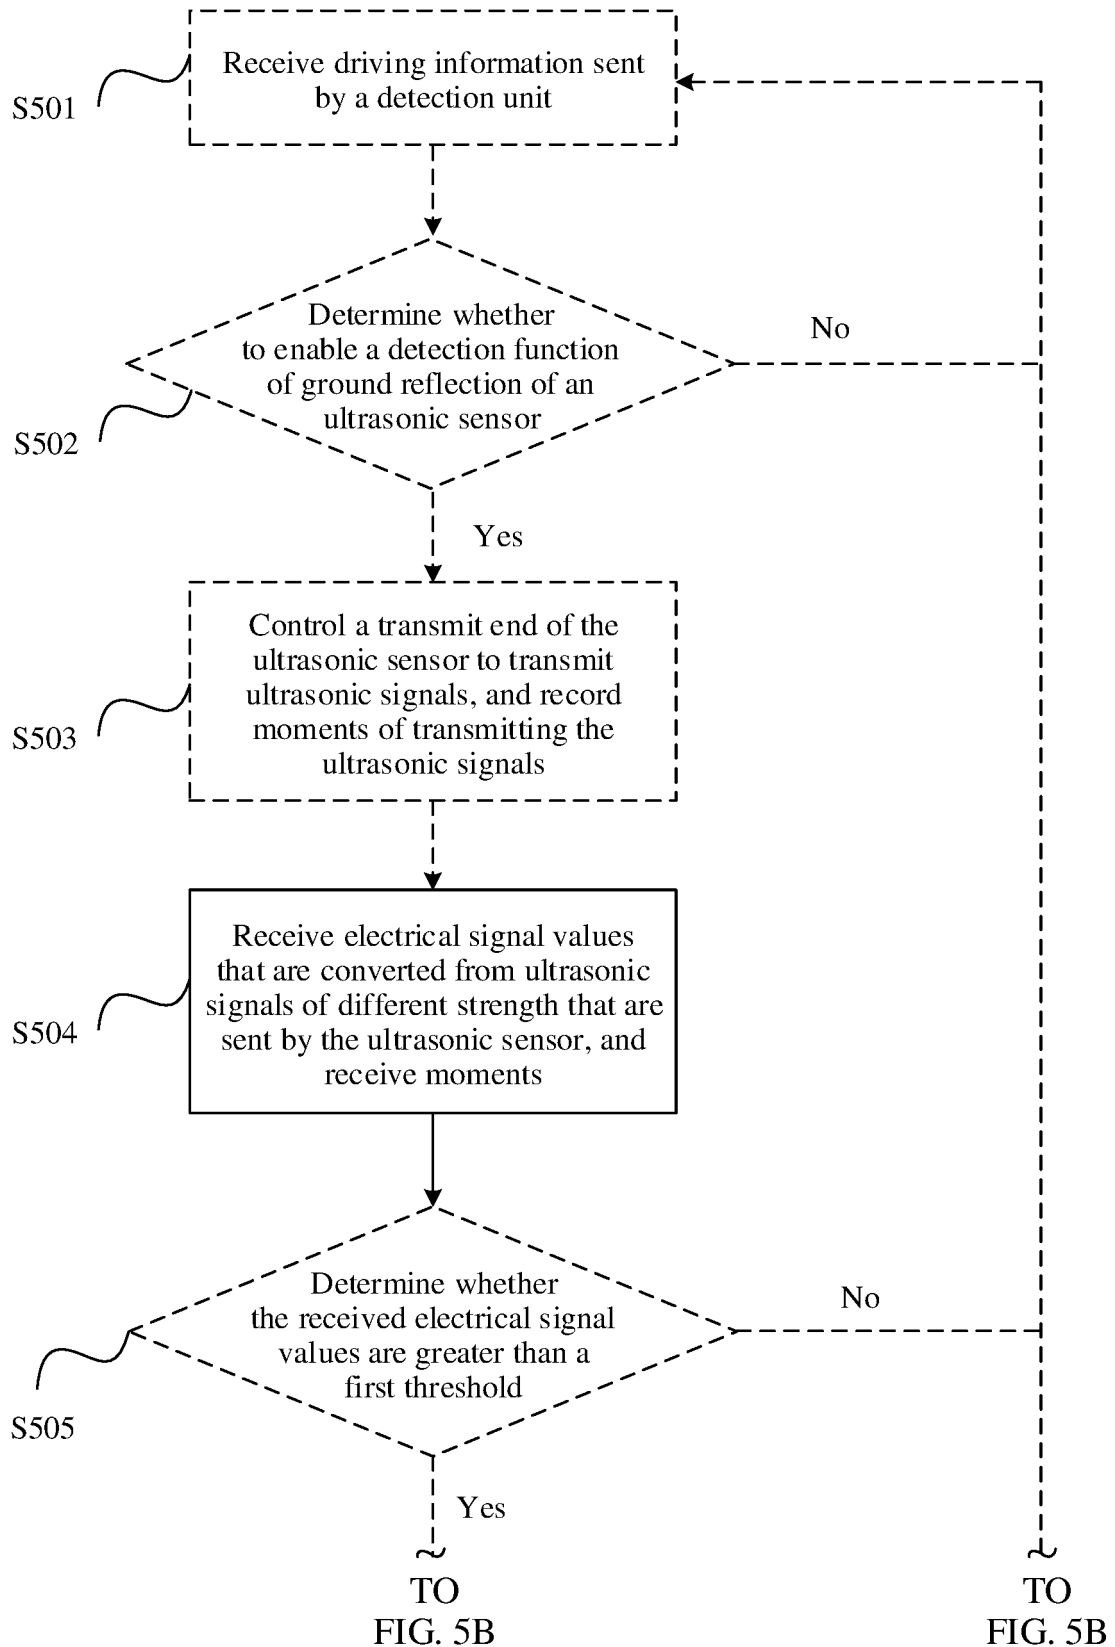 Receive driving information sent
by a detection unit
S501
Determine whether
to enable a detection function
of ground reflection of an
ultrasonic sensor
No
S502
Yes
Control a transmit end of the
ultrasonic sensor to transmit
ultrasonic signals, and record
moments of transmitting the
ultrasonic signals
S503
Receive electrical signal values
that are converted from ultrasonic
signals of different strength that are
sent by the ultrasonic sensor, and
receive moments
S504
Determine whether
the received electrical signal
values are greater than a
first threshold
No
S505
Yes
TO
FIG. 5B
TO
FIG. 5B